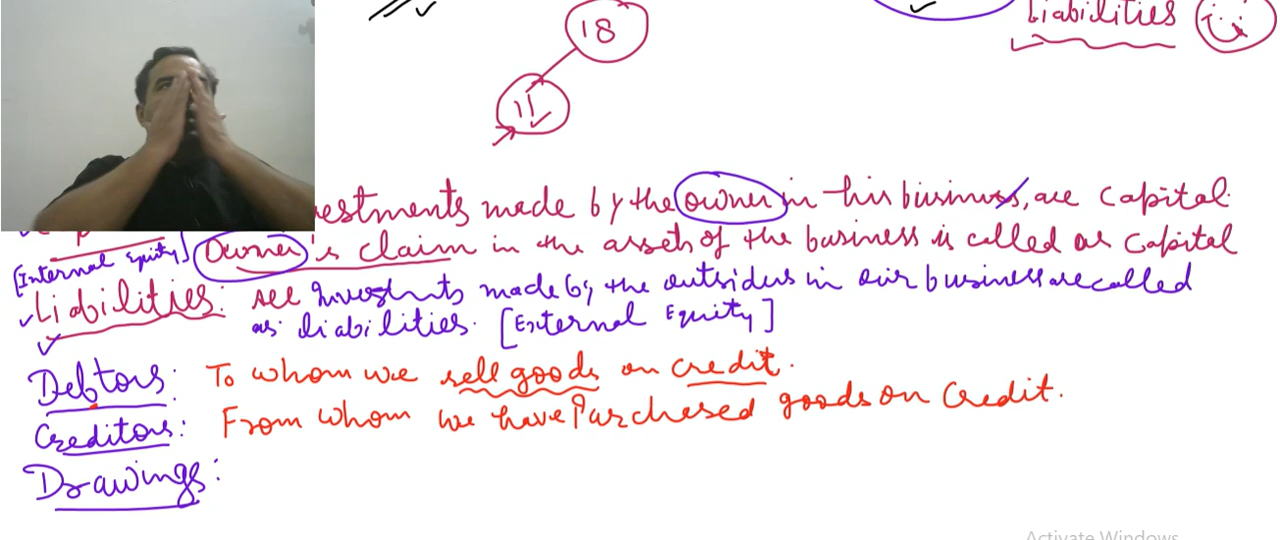 Liabilities
18
11
estments made by the owner in his business, are Capital.
[Internal Equity] Owner's claim in the assets of the business is called as Capital
Liabilities: All Investments made by the outsiders in our business are called
as liabilities. [External Equity]
Debtors: To whom we sell goods on credit.
Creditors: From whom we have Purchased goods on Credit.
Drawings:
Activate Windows